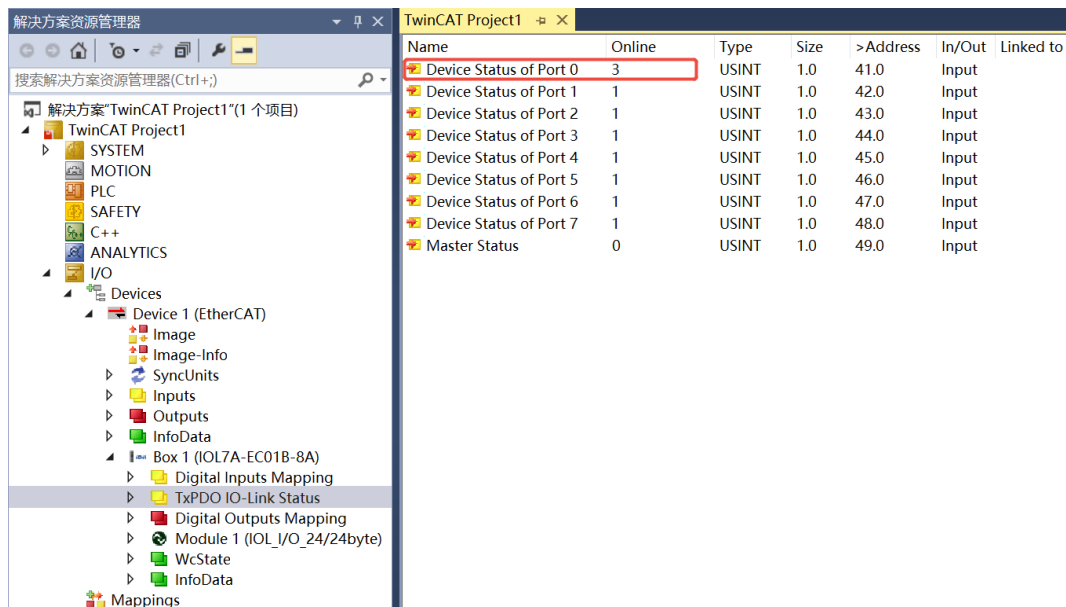 解决方案资源管理器
搜索解决方案资源管理器(Ctrl+;)
解决方案"TwinCAT Project1"(1 个项目)
TwinCAT Project1
SYSTEM
MOTION
PLC
SAFETY
C++
ANALYTICS
I/O
Devices
Device 1 (EtherCAT)
Image
Image-Info
SyncUnits
Inputs
Outputs
InfoData
Box 1 (IOL7A-EC01B-8A)
Digital Inputs Mapping
TxPDO IO-Link Status
Digital Outputs Mapping
Module 1 (IOL_I/O_24/24byte)
WcState
InfoData
Mappings
TwinCAT Project1
Name Online Type Size >Address In/Out Linked to
Device Status of Port 0 3 USINT 1.0 41.0 Input
Device Status of Port 1 1 USINT 1.0 42.0 Input
Device Status of Port 2 1 USINT 1.0 43.0 Input
Device Status of Port 3 1 USINT 1.0 44.0 Input
Device Status of Port 4 1 USINT 1.0 45.0 Input
Device Status of Port 5 1 USINT 1.0 46.0 Input
Device Status of Port 6 1 USINT 1.0 47.0 Input
Device Status of Port 7 1 USINT 1.0 48.0 Input
Master Status 0 USINT 1.0 49.0 Input